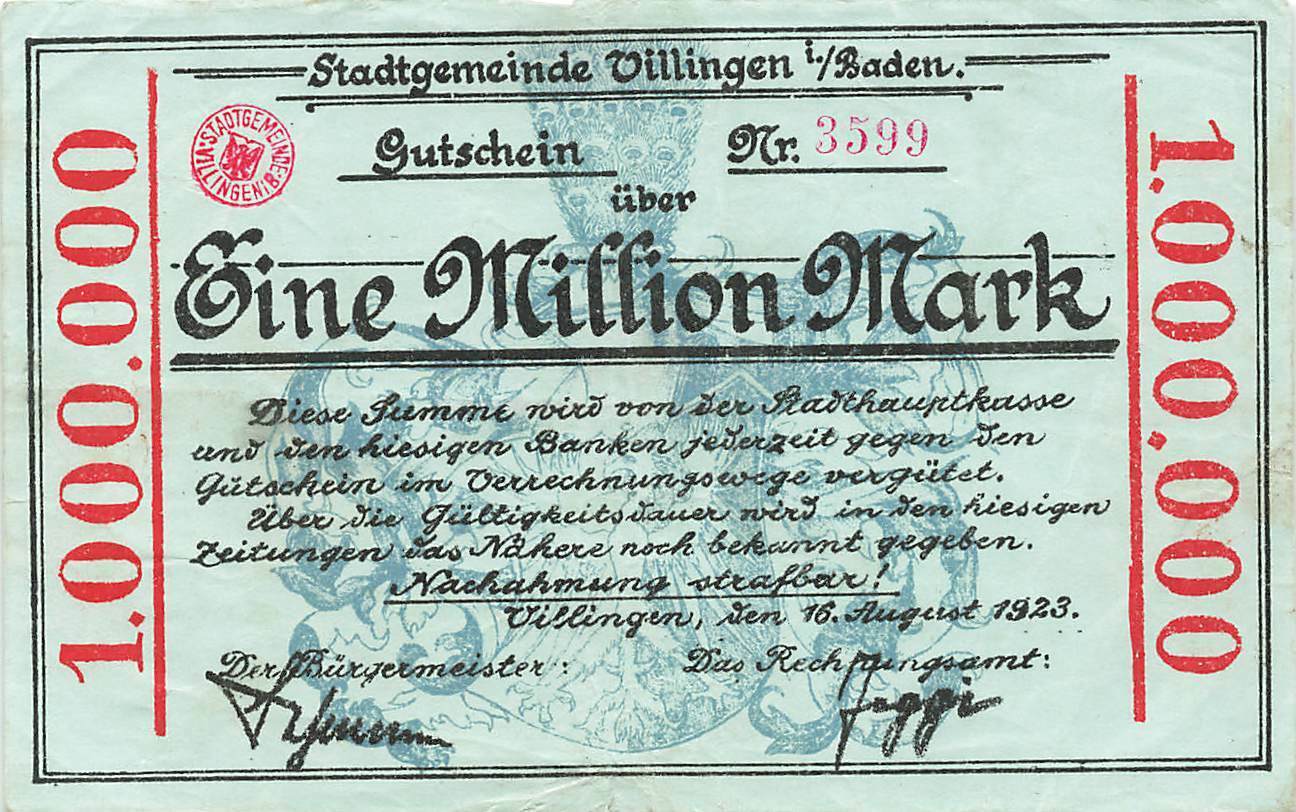 Stadtgemeinde Villingen i./Baden.
STADTGEMEINDE VILLINGEN i.B.
Gutschein Nr. 3599
über
Eine Million Mark
1.000.000
1.000.000
Diese Summe wird von der Stadthauptkasse
und den hiesigen Banken jederzeit gegen den
Gutschein im Verrechnungswege vergütet.
Über die Gültigkeitsdauer wird in den hiesigen
Zeitungen das Nähere noch bekannt gegeben.
Nachahmung strafbar!
Villingen, den 16. August 1923.
Der Bürgermeister: Das Rechnungsamt: